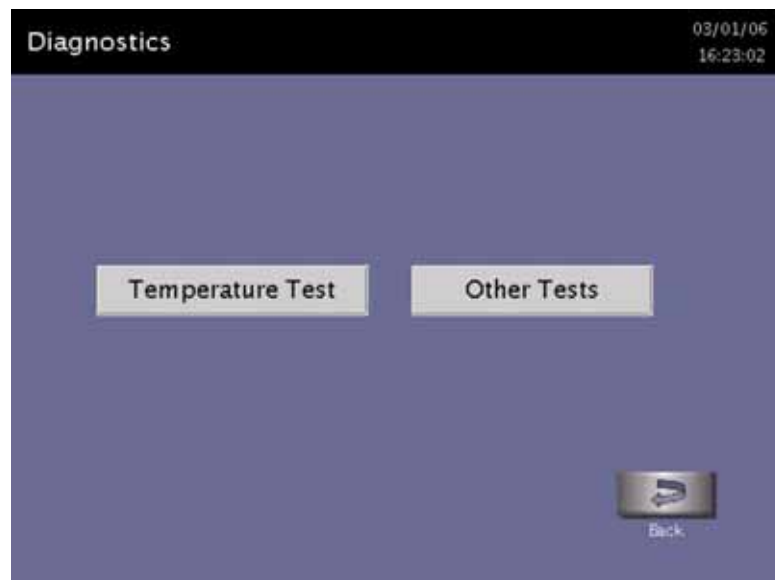 Diagnostics
03/01/06
16:23:02
Temperature Test
Other Tests
Back